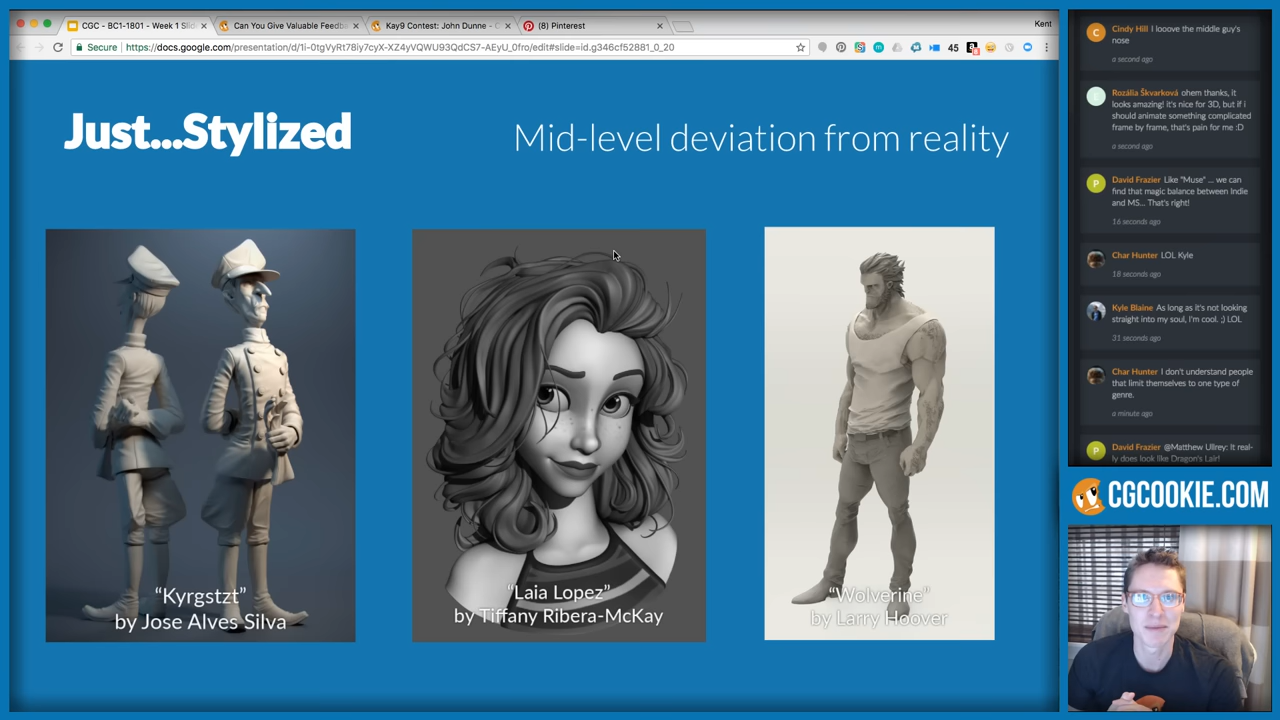 CGC - BC1-1801 - Week 1 Slid
Can You Give Valuable Feedba
Kay9 Contest: John Dunne - C
(8) Pinterest
Kent
Secure
https://docs.google.com/presentation/d/1i-0tgVyRt78iy7cyX-XZ4yVQWU93QdCS7-AEyU_0fro/edit#slide=id.g346cf52881_0_20
45
Just...Stylized
Mid-level deviation from reality
“Kyrgstzt”
by Jose Alves Silva
“Laia Lopez”
by Tiffany Ribera-McKay
“Wolverine”
by Larry Hoover
C
Cindy Hill I looove the middle guy's
nose
a second ago
Rozália Škvarková ohem thanks, it
looks amazing! it's nice for 3D, but if i
should animate something complicated
frame by frame, that's pain for me :D
a second ago
P
David Frazier Like "Muse" ... we can
find that magic balance between Indie
and MS... That's right!
16 seconds ago
Char Hunter LOL Kyle
18 seconds ago
Kyle Blaine As long as it's not looking
straight into my soul, I'm cool. ;) LOL
31 seconds ago
Char Hunter I don't understand people
that limit themselves to one type of
genre.
a minute ago
P
David Frazier @Matthew Ullrey: It real-
ly does look like Dragon's Lair!
CGCOOKIE.COM